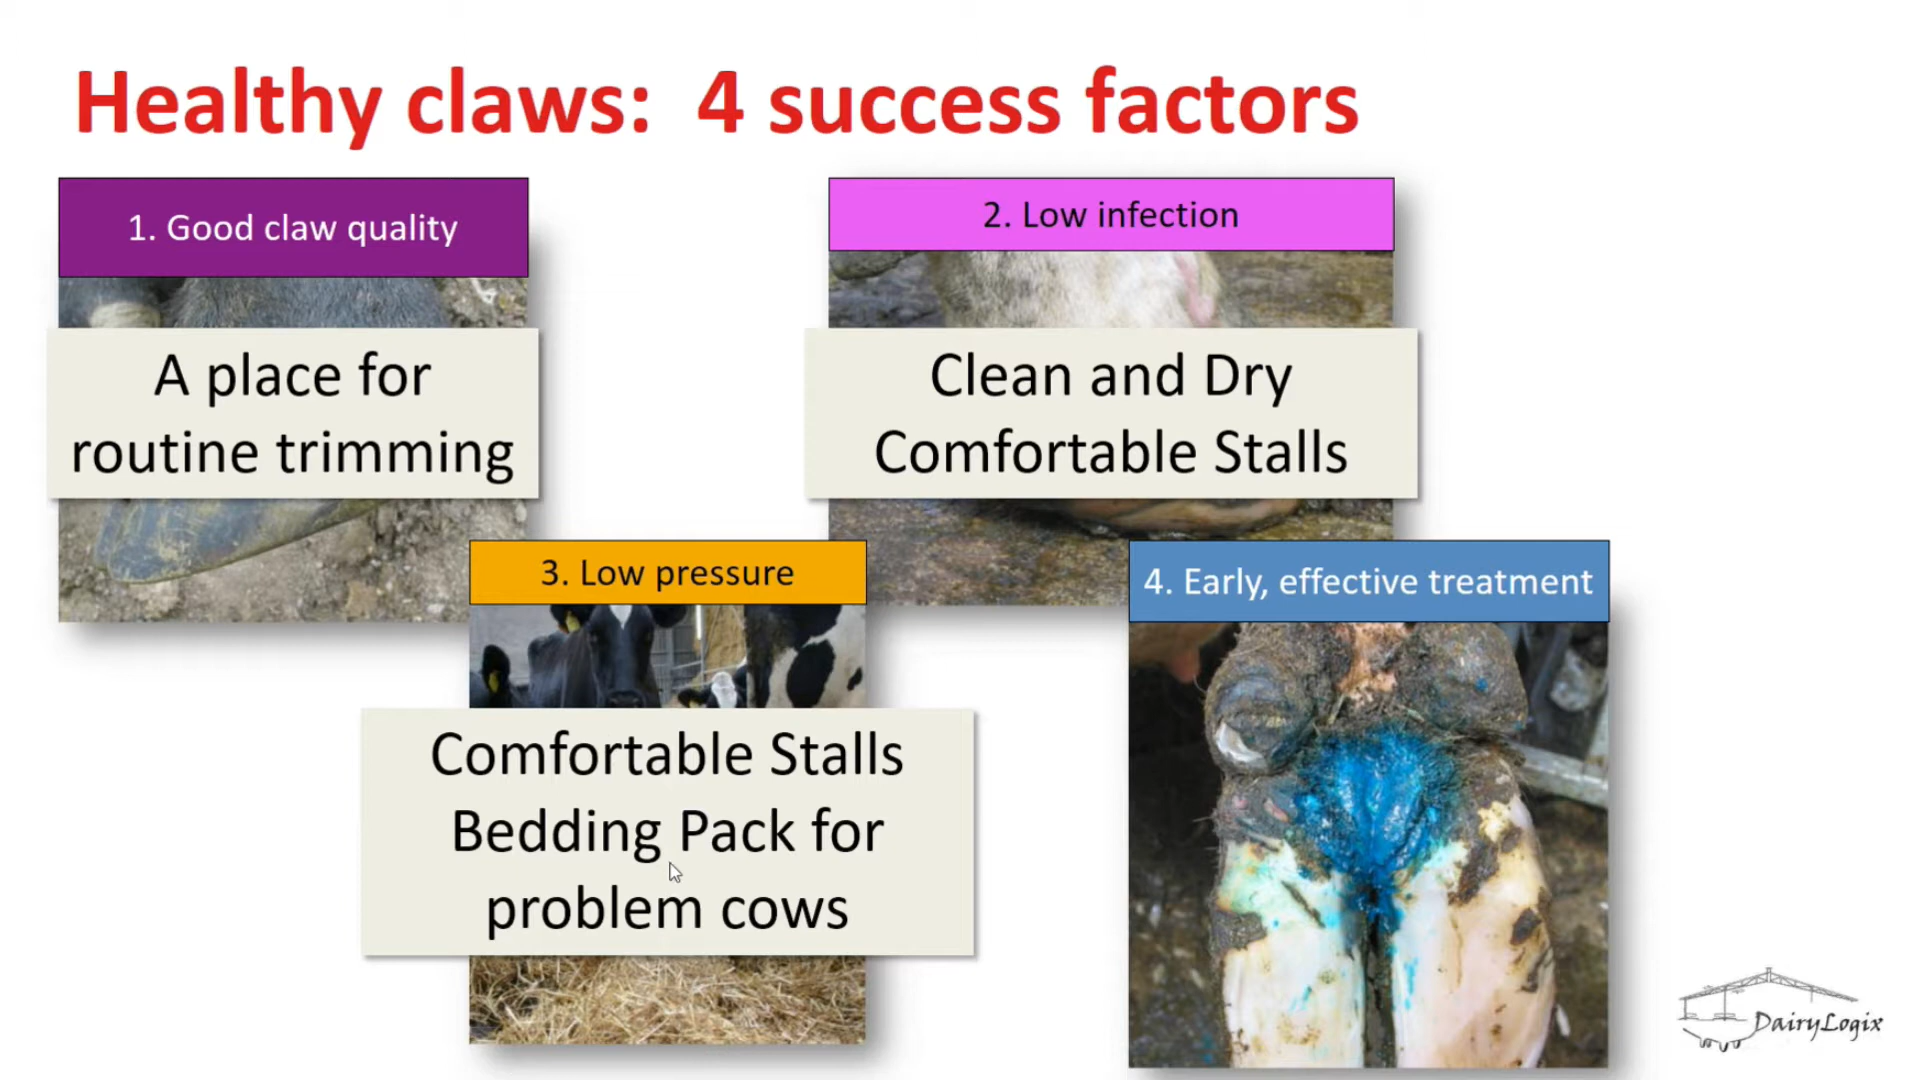 Healthy claws: 4 success factors
1. Good claw quality
A place for
routine trimming
2. Low infection
Clean and Dry
Comfortable Stalls
3. Low pressure
Comfortable Stalls
Bedding Pack for
problem cows
4. Early, effective treatment
DairyLogix